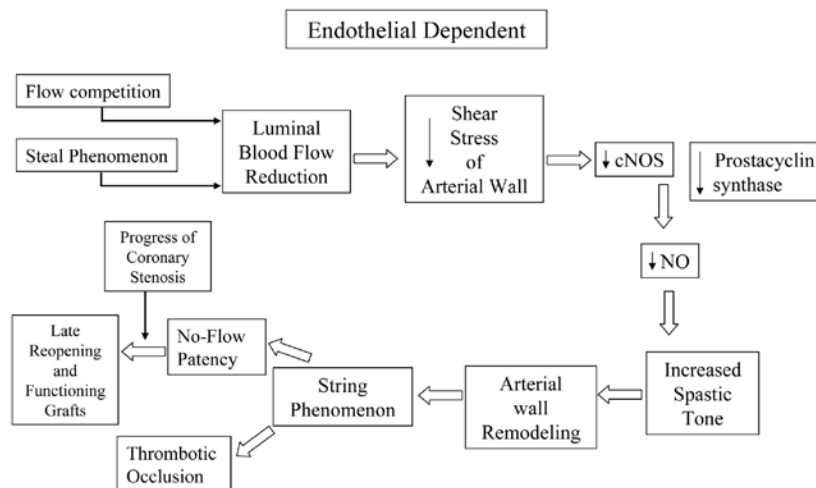 Endothelial Dependent
Flow competition
Steal Phenomenon
Luminal
Blood Flow
Reduction
Shear
Stress
of
Arterial Wall
↓ cNOS
Prostacyclin
synthase
↓ NO
Increased
Spastic
Tone
Arterial
wall
Remodeling
String
Phenomenon
No-Flow
Patency
Progress of
Coronary
Stenosis
Late
Reopening
and
Functioning
Grafts
Thrombotic
Occlusion